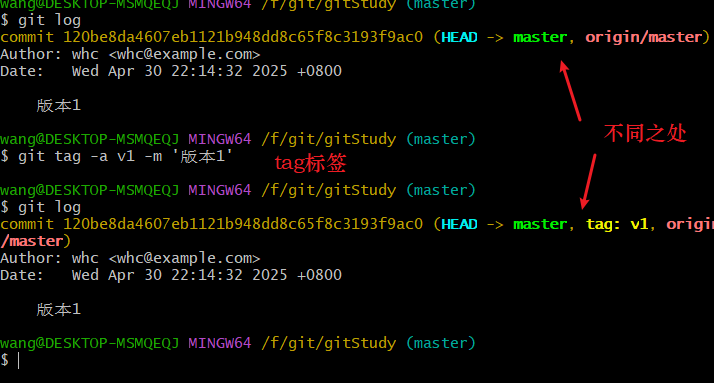 wang@DESKTOP-MSMQEQJ MINGW64 /f/git/gitStudy (master)
$ git log
commit 120be8da4607eb1121b948dd8c65f8c3193f9ac0 (HEAD -> master, origin/master)
Author: whc <whc@example.com>
Date:   Wed Apr 30 22:14:32 2025 +0800
版本1
不同之处
wang@DESKTOP-MSMQEQJ MINGW64 /f/git/gitStudy (master)
$ git tag -a v1 -m '版本1'
tag标签
wang@DESKTOP-MSMQEQJ MINGW64 /f/git/gitStudy (master)
$ git log
commit 120be8da4607eb1121b948dd8c65f8c3193f9ac0 (HEAD -> master, tag: v1, origin
/master)
Author: whc <whc@example.com>
Date:   Wed Apr 30 22:14:32 2025 +0800
版本1
wang@DESKTOP-MSMQEQJ MINGW64 /f/git/gitStudy (master)
$